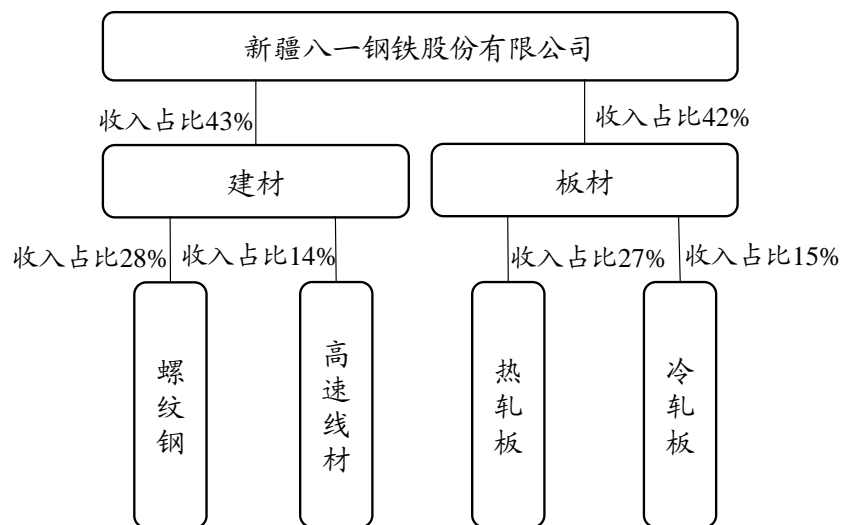 新疆八一钢铁股份有限公司
收入占比43%
收入占比42%
建材
板材
收入占比28%
收入占比14%
收入占比27%
收入占比15%
螺纹钢
高速线材
热轧板
冷轧板